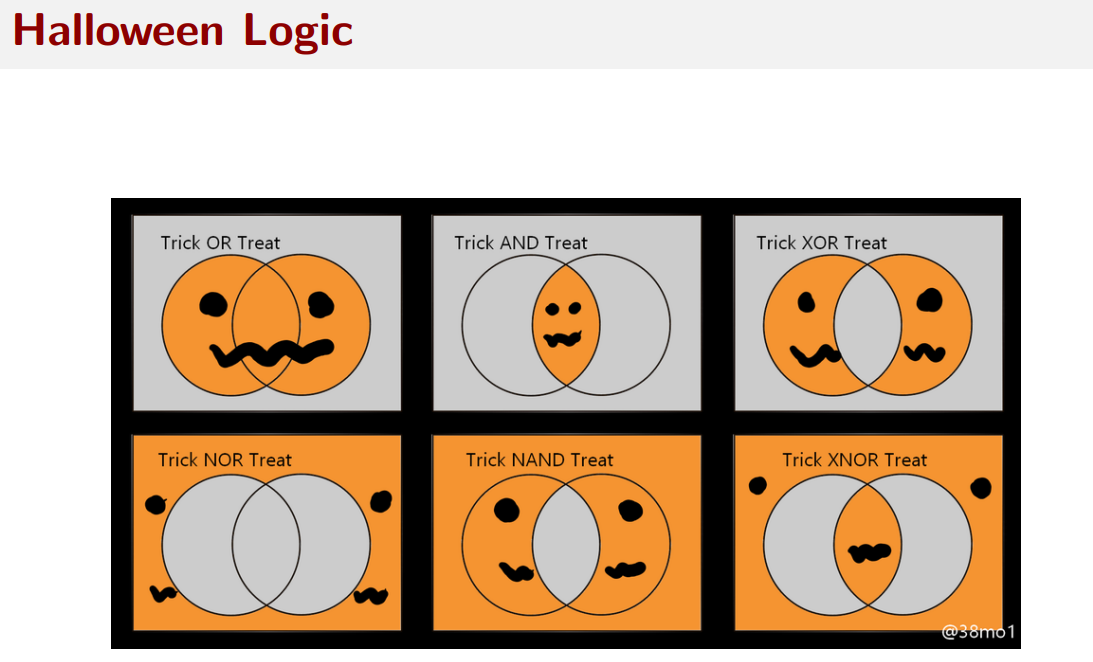 Halloween Logic
Trick OR Treat
Trick AND Treat
Trick XOR Treat
Trick NOR Treat
Trick NAND Treat
Trick XNOR Treat
@38mo1